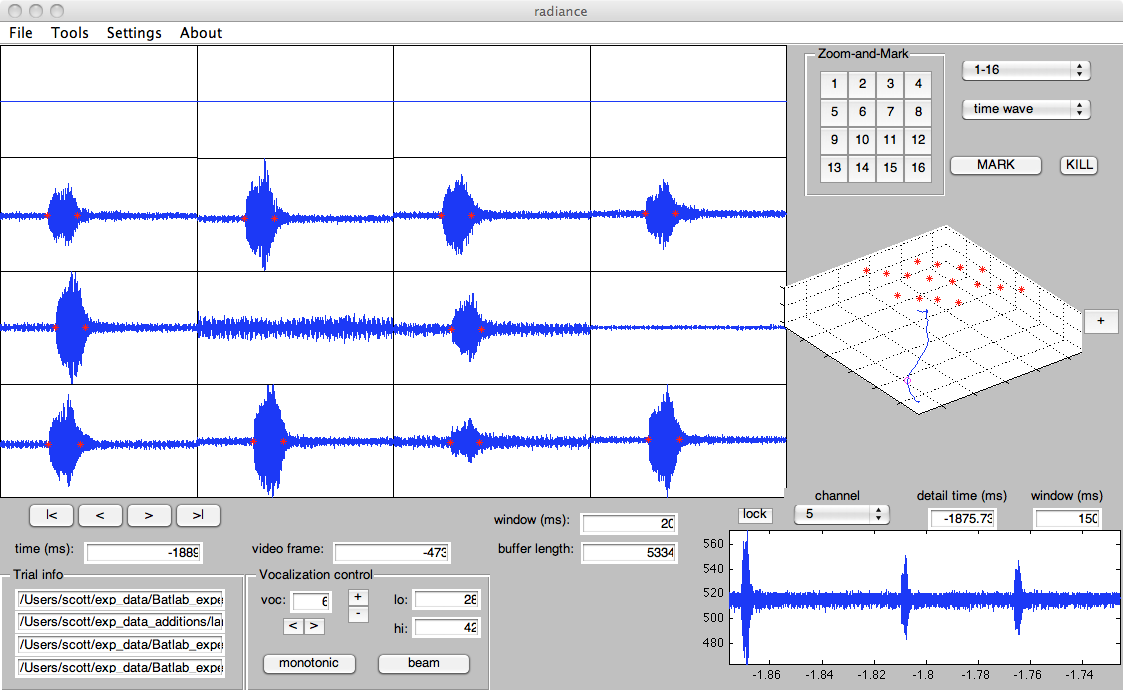 radiance
File Tools Settings About
Zoom-and-Mark
1 2 3 4
5 6 7 8
9 10 11 12
13 14 15 16
1-16
time wave
MARK KILL
+
|< < > >|
time (ms): -1889
video frame: -473
window (ms): 20
buffer length: 5334
channel
lock 5
detail time (ms)
-1875.73
window (ms)
150
Trial info
/Users/scott/exp_data/Batlab_expe
/Users/scott/exp_data_additions/la
/Users/scott/exp_data/Batlab_expe
/Users/scott/exp_data/Batlab_expe
Vocalization control
voc: 6 + -
< >
lo: 28
hi: 42
monotonic beam
560
540
520
500
480
-1.86 -1.84 -1.82 -1.8 -1.78 -1.76 -1.74